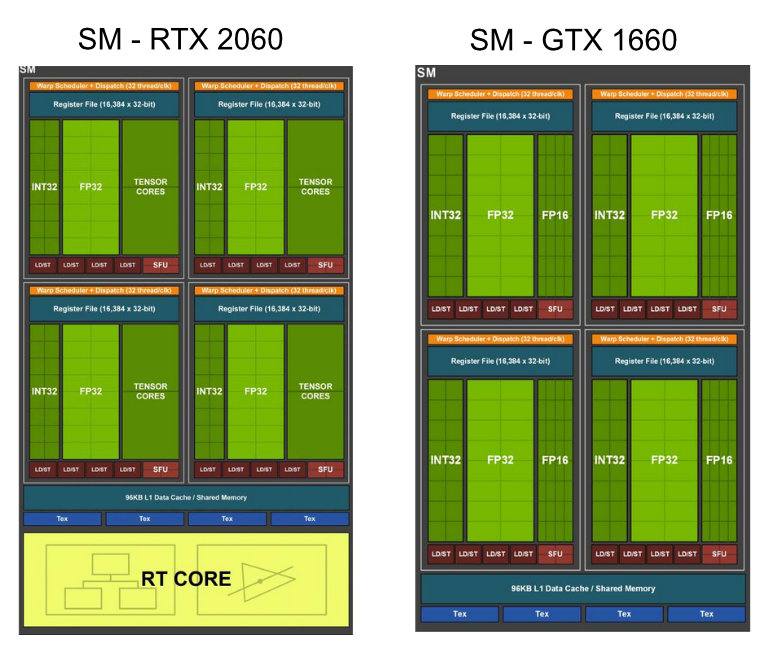 SM - RTX 2060
SM
Warp Scheduler + Dispatch (32 thread/clk)
Register File (16,384 x 32-bit)
INT32
FP32
TENSOR
CORES
LD/ST LD/ST LD/ST LD/ST SFU
Warp Scheduler + Dispatch (32 thread/clk)
Register File (16,384 x 32-bit)
INT32
FP32
TENSOR
CORES
LD/ST LD/ST LD/ST LD/ST SFU
Warp Scheduler + Dispatch (32 thread/clk)
Register File (16,384 x 32-bit)
INT32
FP32
TENSOR
CORES
LD/ST LD/ST LD/ST LD/ST SFU
Warp Scheduler + Dispatch (32 thread/clk)
Register File (16,384 x 32-bit)
INT32
FP32
TENSOR
CORES
LD/ST LD/ST LD/ST LD/ST SFU
96KB L1 Data Cache / Shared Memory
Tex Tex Tex Tex
RT CORE
SM - GTX 1660
SM
Warp Scheduler + Dispatch (32 thread/clk)
Register File (16,384 x 32-bit)
INT32 FP32 FP16
LD/ST LD/ST LD/ST LD/ST SFU
Warp Scheduler + Dispatch (32 thread/clk)
Register File (16,384 x 32-bit)
INT32 FP32 FP16
LD/ST LD/ST LD/ST LD/ST SFU
Warp Scheduler + Dispatch (32 thread/clk)
Register File (16,384 x 32-bit)
INT32 FP32 FP16
LD/ST LD/ST LD/ST LD/ST SFU
Warp Scheduler + Dispatch (32 thread/clk)
Register File (16,384 x 32-bit)
INT32 FP32 FP16
LD/ST LD/ST LD/ST LD/ST SFU
96KB L1 Data Cache / Shared Memory
Tex Tex Tex Tex